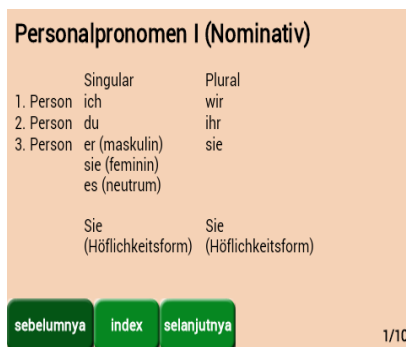 Personalpronomen I (Nominativ)
Singular Plural
1. Person ich wir
2. Person du ihr
3. Person er (maskulin) sie
sie (feminin)
es (neutrum)
Sie Sie
(Höflichkeitsform) (Höflichkeitsform)
sebelumnya index selanjutnya
1/10